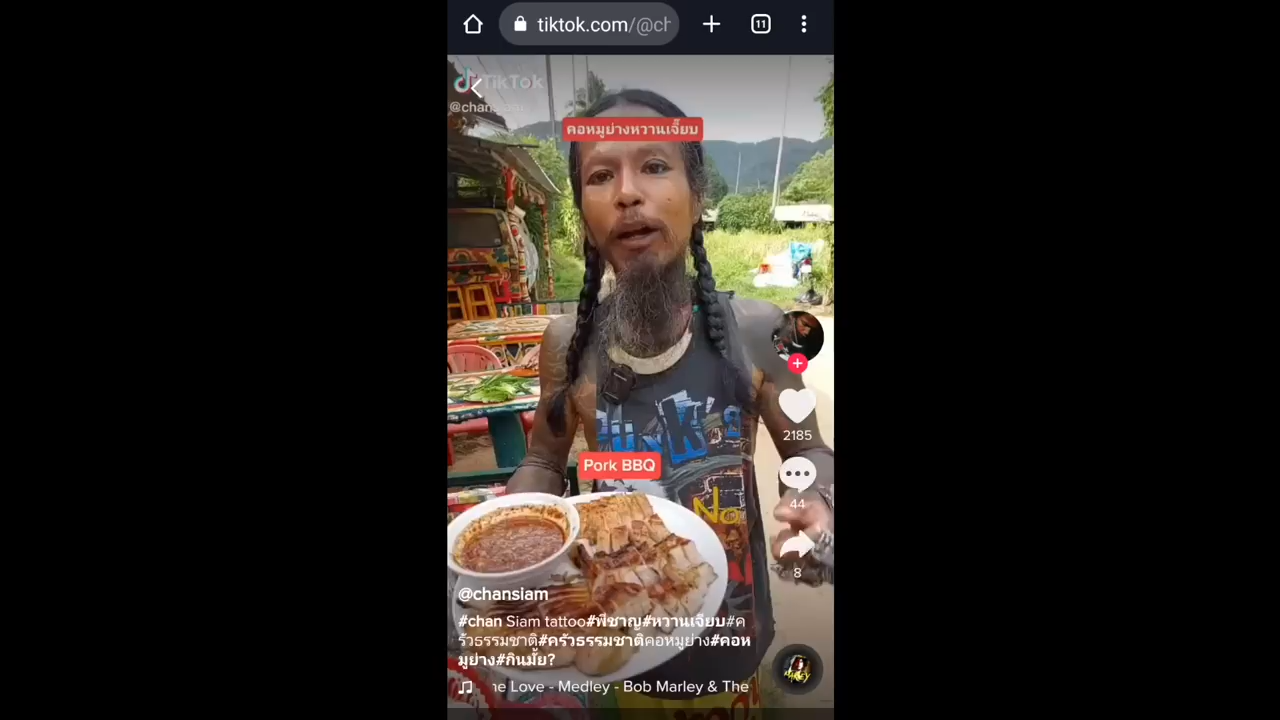 tiktok.com/@ch
11
TikTok
@chansiam
คอหมูย่างหวานเจี๊ยบ
Pork BBQ
No
2185
44
8
@chansiam
#chan Siam tattoo#พี่ชาญ#หวานเจี๊ยบ#ค
รัวธรรมชาติ#ครัวธรรมชาติคอหมูย่าง#คอห
มูย่าง#กินมั้ย?
ne Love - Medley - Bob Marley & The